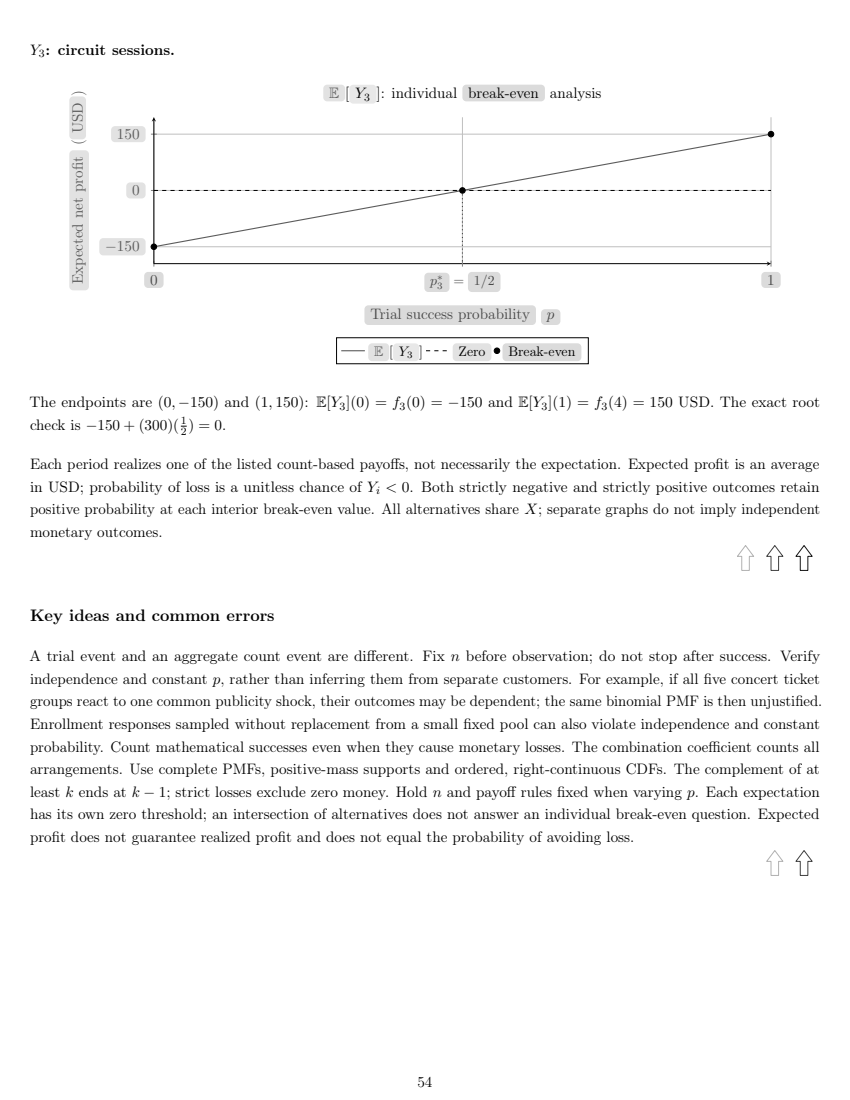 Y₃: circuit sessions.
𝔼 [ Y₃ ]: individual break-even analysis
Expected net profit ( USD )
150
0
−150
0
p₃* = 1/2
1
Trial success probability p
𝔼 [ Y₃ ] Zero Break-even
The endpoints are (0, −150) and (1, 150): 𝔼[Y₃](0) = f₃(0) = −150 and 𝔼[Y₃](1) = f₃(4) = 150 USD. The exact root
check is −150 + (300)(1/2) = 0.
Each period realizes one of the listed count-based payoffs, not necessarily the expectation. Expected profit is an average
in USD; probability of loss is a unitless chance of Yᵢ < 0. Both strictly negative and strictly positive outcomes retain
positive probability at each interior break-even value. All alternatives share X; separate graphs do not imply independent
monetary outcomes.
Key ideas and common errors
A trial event and an aggregate count event are different. Fix n before observation; do not stop after success. Verify
independence and constant p, rather than inferring them from separate customers. For example, if all five concert ticket
groups react to one common publicity shock, their outcomes may be dependent; the same binomial PMF is then unjustified.
Enrollment responses sampled without replacement from a small fixed pool can also violate independence and constant
probability. Count mathematical successes even when they cause monetary losses. The combination coefficient counts all
arrangements. Use complete PMFs, positive-mass supports and ordered, right-continuous CDFs. The complement of at
least k ends at k − 1; strict losses exclude zero money. Hold n and payoff rules fixed when varying p. Each expectation
has its own zero threshold; an intersection of alternatives does not answer an individual break-even question. Expected
profit does not guarantee realized profit and does not equal the probability of avoiding loss.
54